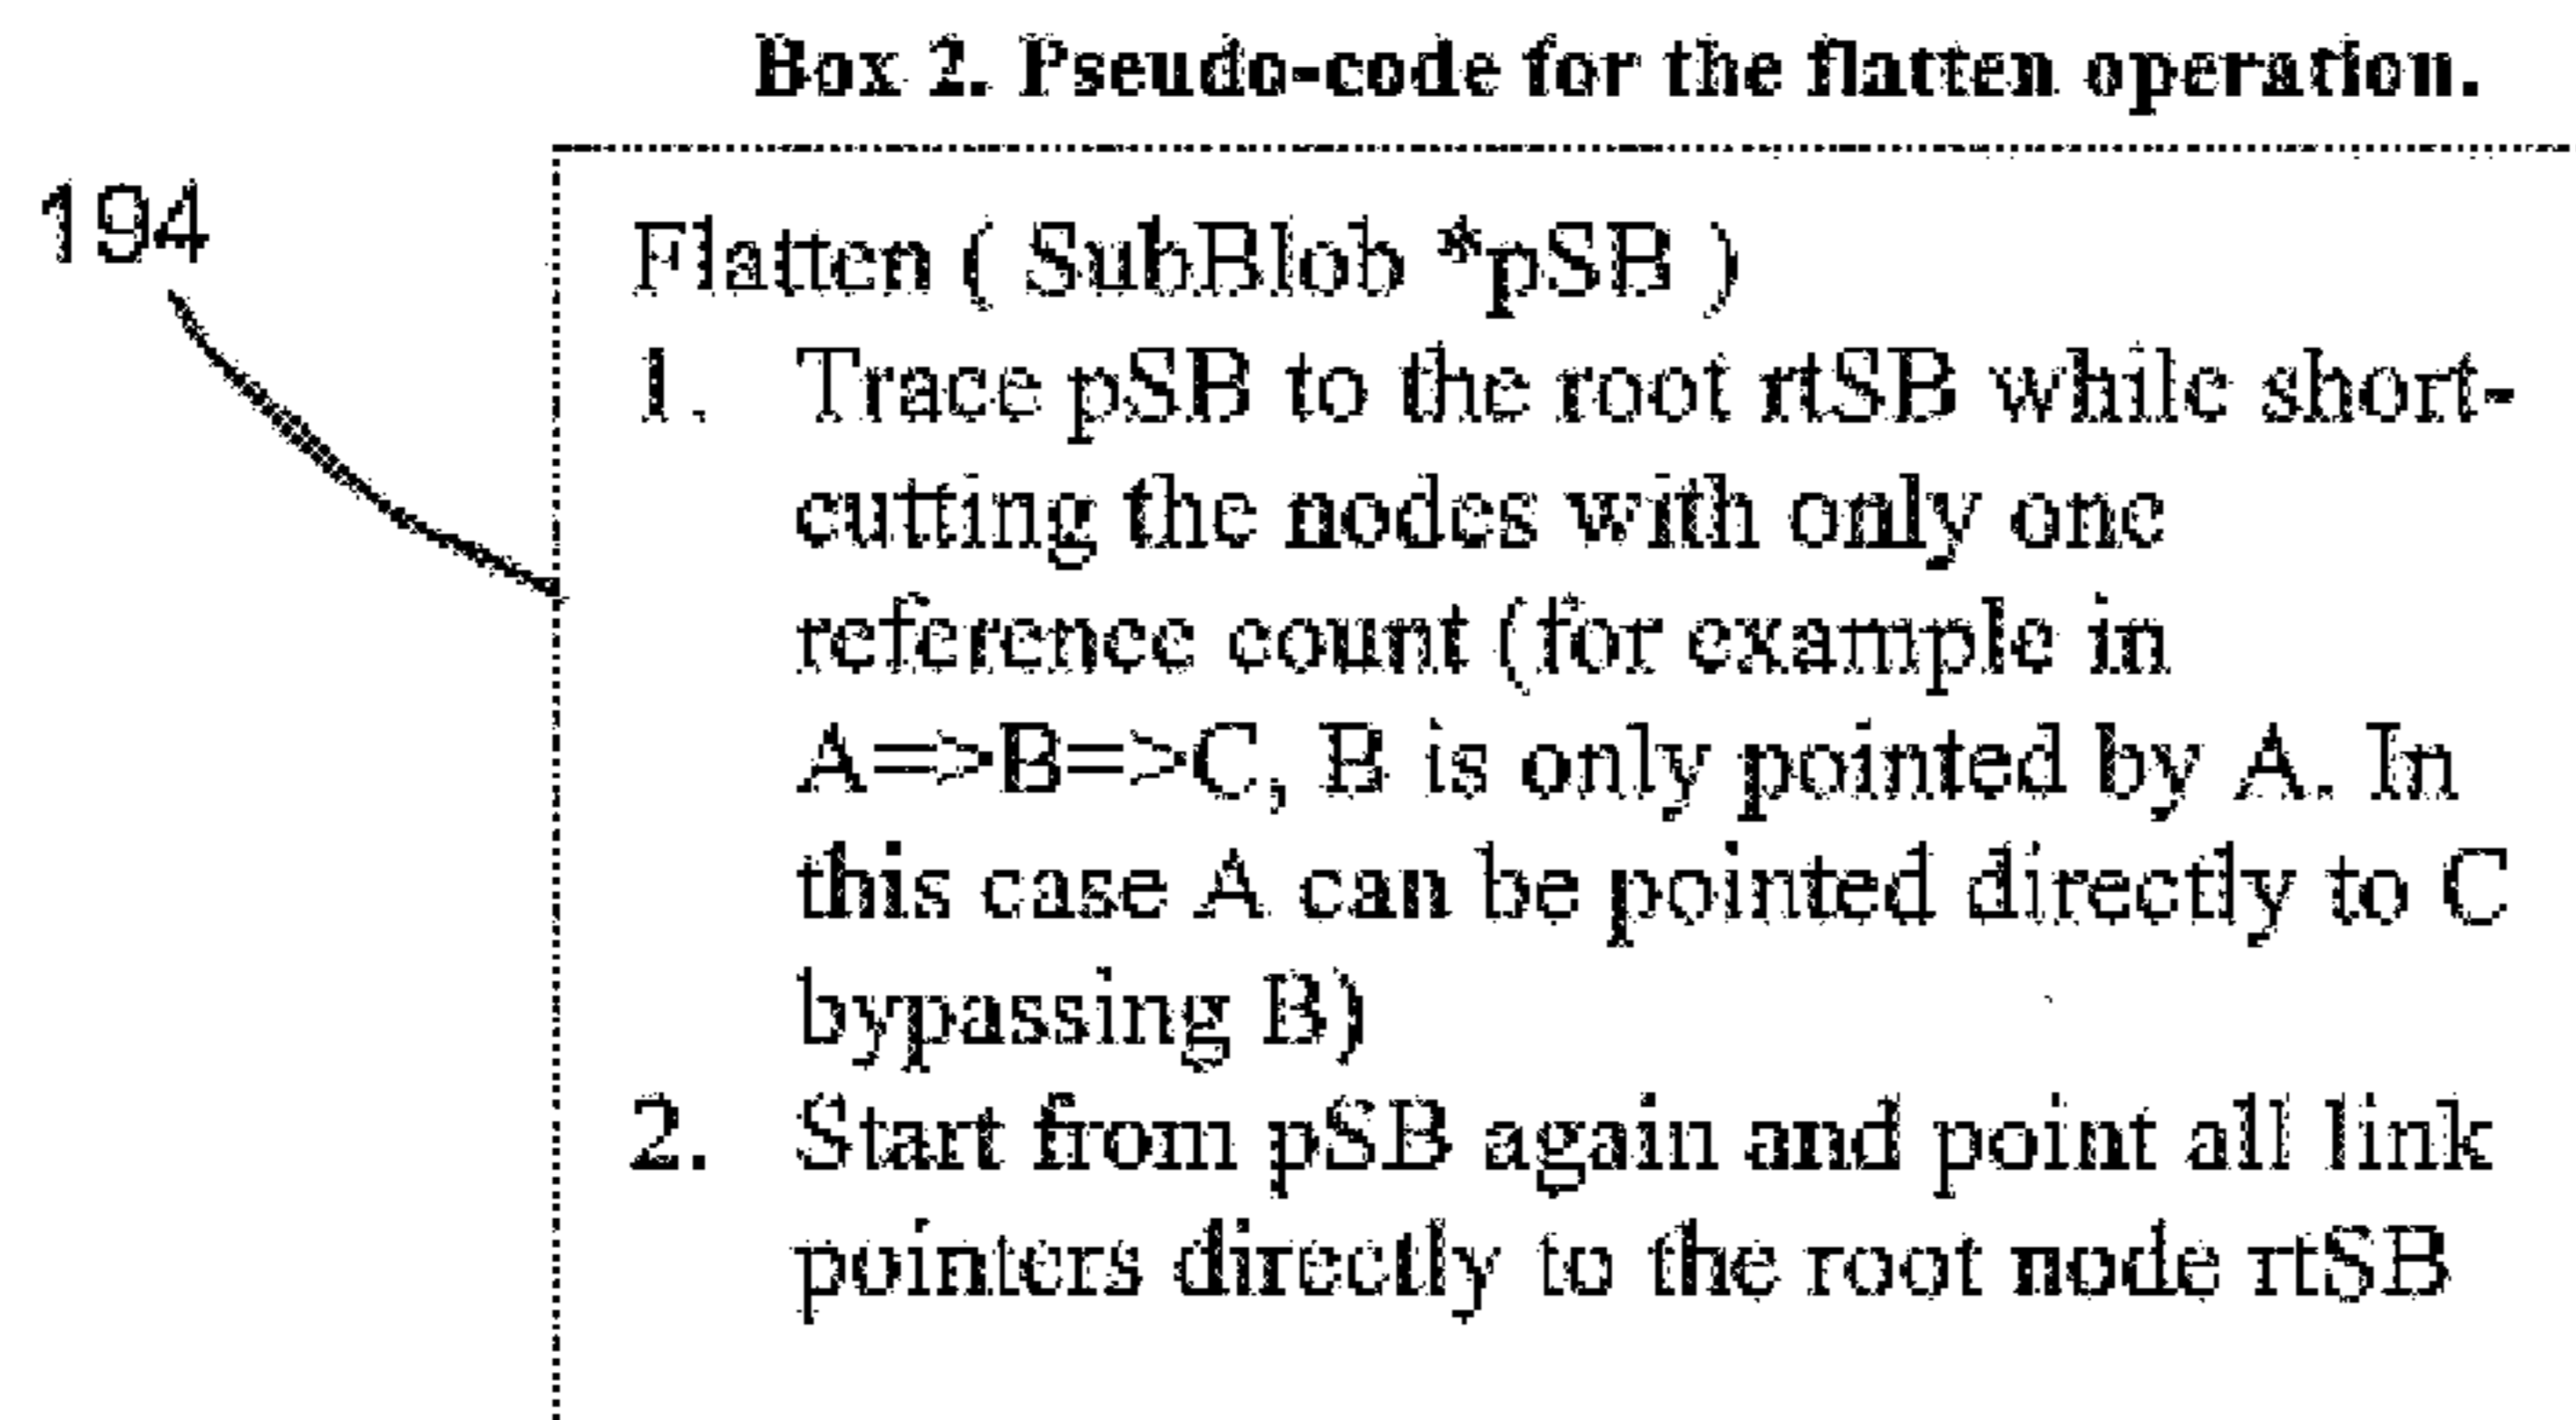 Box 2. Pseudo-code for the flatten operation.
194
Flatten ( SubBlob *pSB )
1. Trace pSB to the root rtSB while short-
cutting the nodes with only one
reference count (for example in
A=>B=>C, B is only pointed by A. In
this case A can be pointed directly to C
bypassing B)
2. Start from pSB again and point all link
pointers directly to the root node rtSB